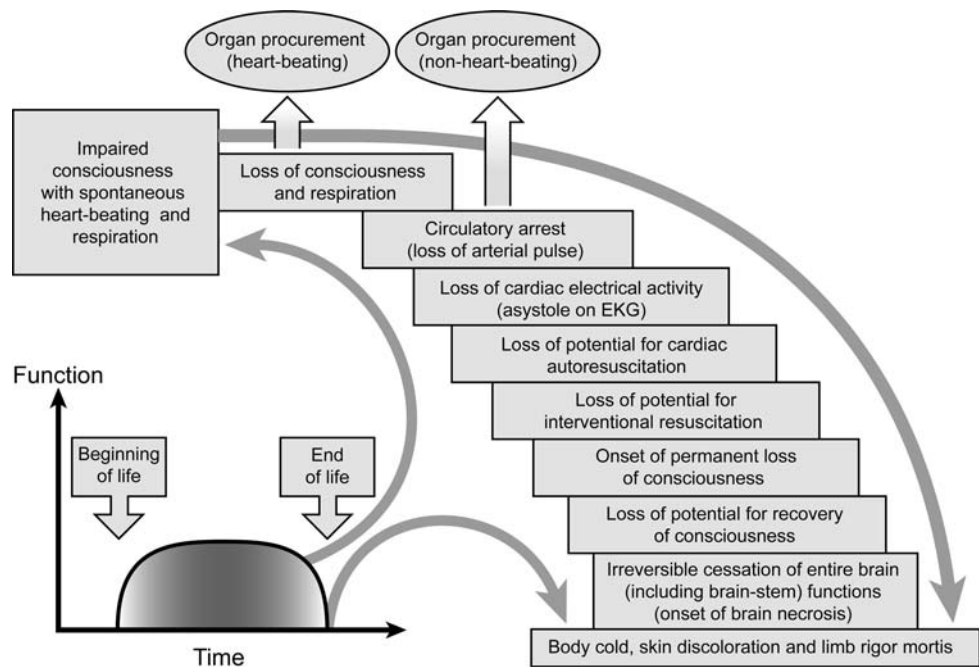 Organ procurement
(heart-beating)
Organ procurement
(non-heart-beating)
Impaired
consciousness
with spontaneous
heart-beating and
respiration
Loss of consciousness
and respiration
Circulatory arrest
(loss of arterial pulse)
Loss of cardiac electrical activity
(asystole on EKG)
Loss of potential for cardiac
autoresuscitation
Loss of potential for
interventional resuscitation
Onset of permanent loss
of consciousness
Loss of potential for recovery
of consciousness
Irreversible cessation of entire brain
(including brain-stem) functions
(onset of brain necrosis)
Body cold, skin discoloration and limb rigor mortis
Function
Beginning
of life
End
of life
Time